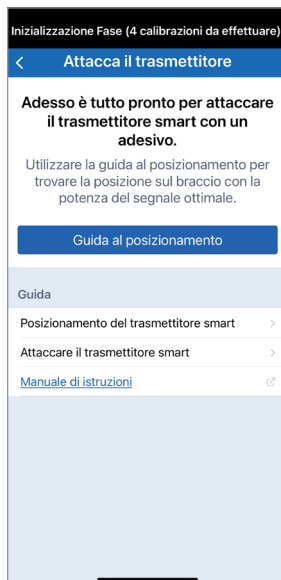 Inizializzazione Fase (4 calibrazioni da effettuare)
Attacca il trasmettitore
Adesso è tutto pronto per attaccare
il trasmettitore smart con un
adesivo.
Utilizzare la guida al posizionamento per
trovare la posizione sul braccio con la
potenza del segnale ottimale.
Guida al posizionamento
Guida
Posizionamento del trasmettitore smart
Attaccare il trasmettitore smart
Manuale di istruzioni